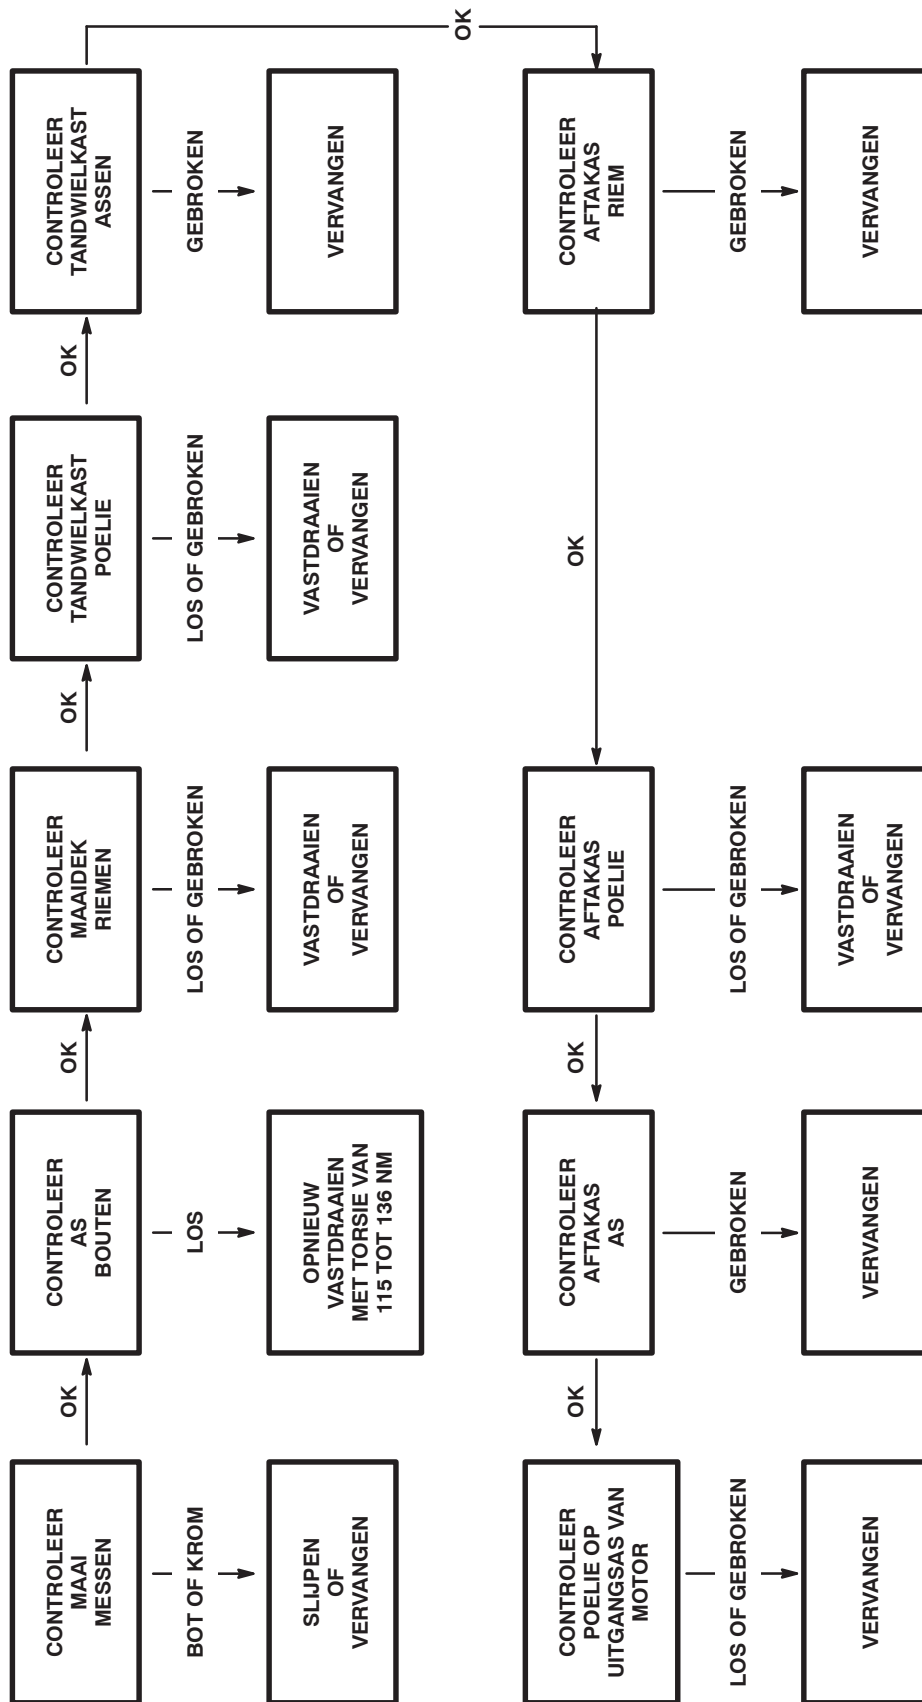 CONTROLEER
MAAI
MESSEN
OK
CONTROLEER
AS
BOUTEN
OK
CONTROLEER
MAAIDEK
RIEMEN
OK
CONTROLEER
TANDWIELKAST
POELIE
OK
CONTROLEER
TANDWIELKAST
ASSEN
BOT OF KROM
LOS
LOS OF GEBROKEN
LOS OF GEBROKEN
GEBROKEN
SLIJPEN
OF
VERVANGEN
OPNIEUW
VASTDRAAIEN
MET TORSIE VAN
115 TOT 136 NM
VASTDRAAIEN
OF
VERVANGEN
VASTDRAAIEN
OF
VERVANGEN
VERVANGEN
OK
CONTROLEER
AFTAKAS
RIEM
OK
CONTROLEER
AFTAKAS
POELIE
OK
CONTROLEER
AFTAKAS
AS
OK
CONTROLEER
POELIE OP
UITGANGSAS VAN
MOTOR
LOS OF GEBROKEN
GEBROKEN
LOS OF GEBROKEN
GEBROKEN
VERVANGEN
VERVANGEN
VASTDRAAIEN
OF
VERVANGEN
VERVANGEN